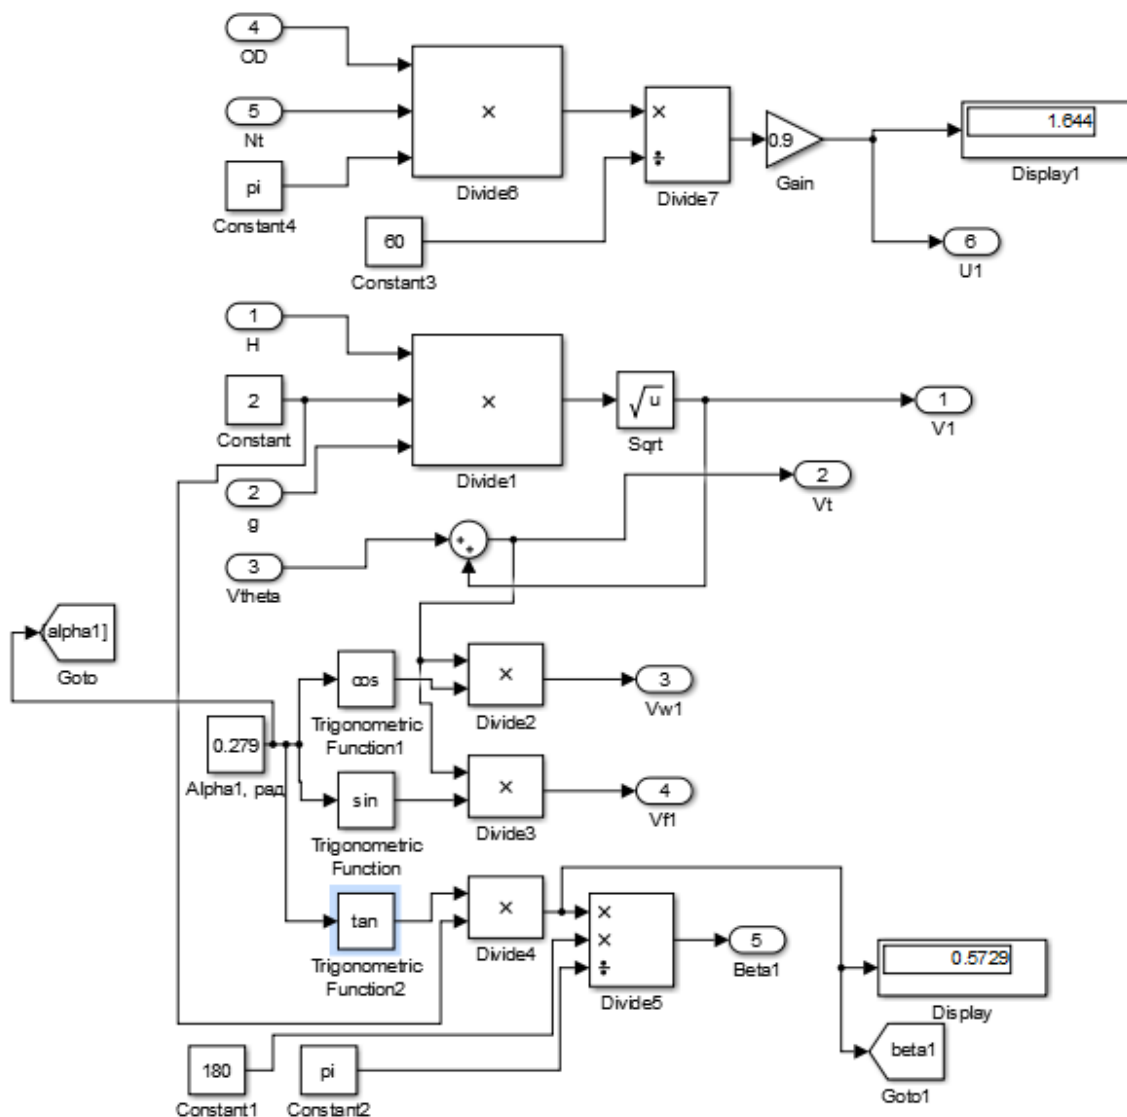 4
OD
5
Nt
pi
Constant4
×
Divide6
60
Constant3
×
÷
Divide7
0.9
Gain
1.644
Display1
6
U1
1
H
2
Constant
2
g
×
Divide1
√u
Sqrt
1
V1
2
Vt
3
Vtheta
+
+
[alpha1]
Goto
0.279
Alpha1, рад
cos
Trigonometric
Function1
×
Divide2
3
Vw1
sin
Trigonometric
Function
×
Divide3
4
Vf1
tan
Trigonometric
Function2
×
Divide4
×
×
÷
Divide5
5
Beta1
0.5729
Display
beta1
Goto1
180
Constant1
pi
Constant2